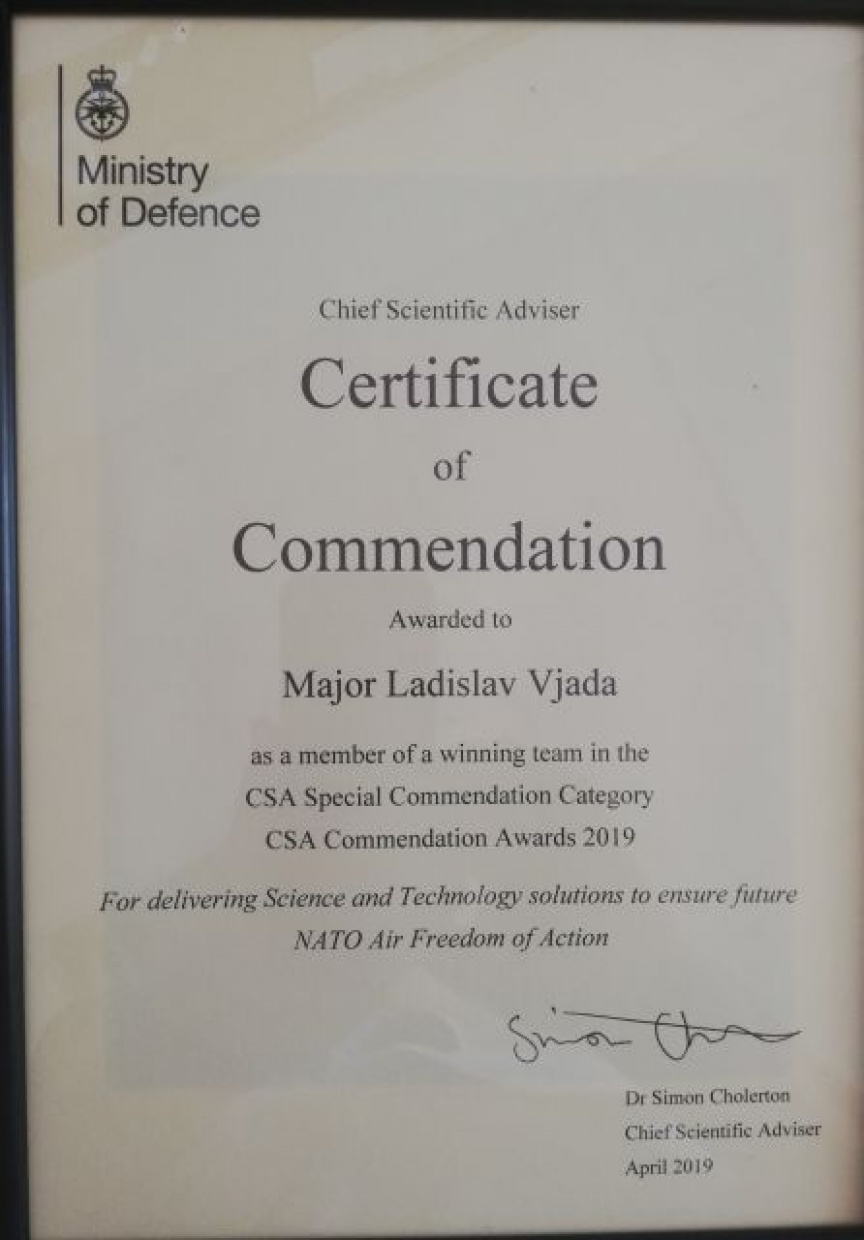 Ministry
of Defence
Chief Scientific Adviser
Certificate
of
Commendation
Awarded to
Major Ladislav Vjada
as a member of a winning team in the
CSA Special Commendation Category
CSA Commendation Awards 2019
For delivering Science and Technology solutions to ensure future
NATO Air Freedom of Action
Dr Simon Cholerton
Chief Scientific Adviser
April 2019